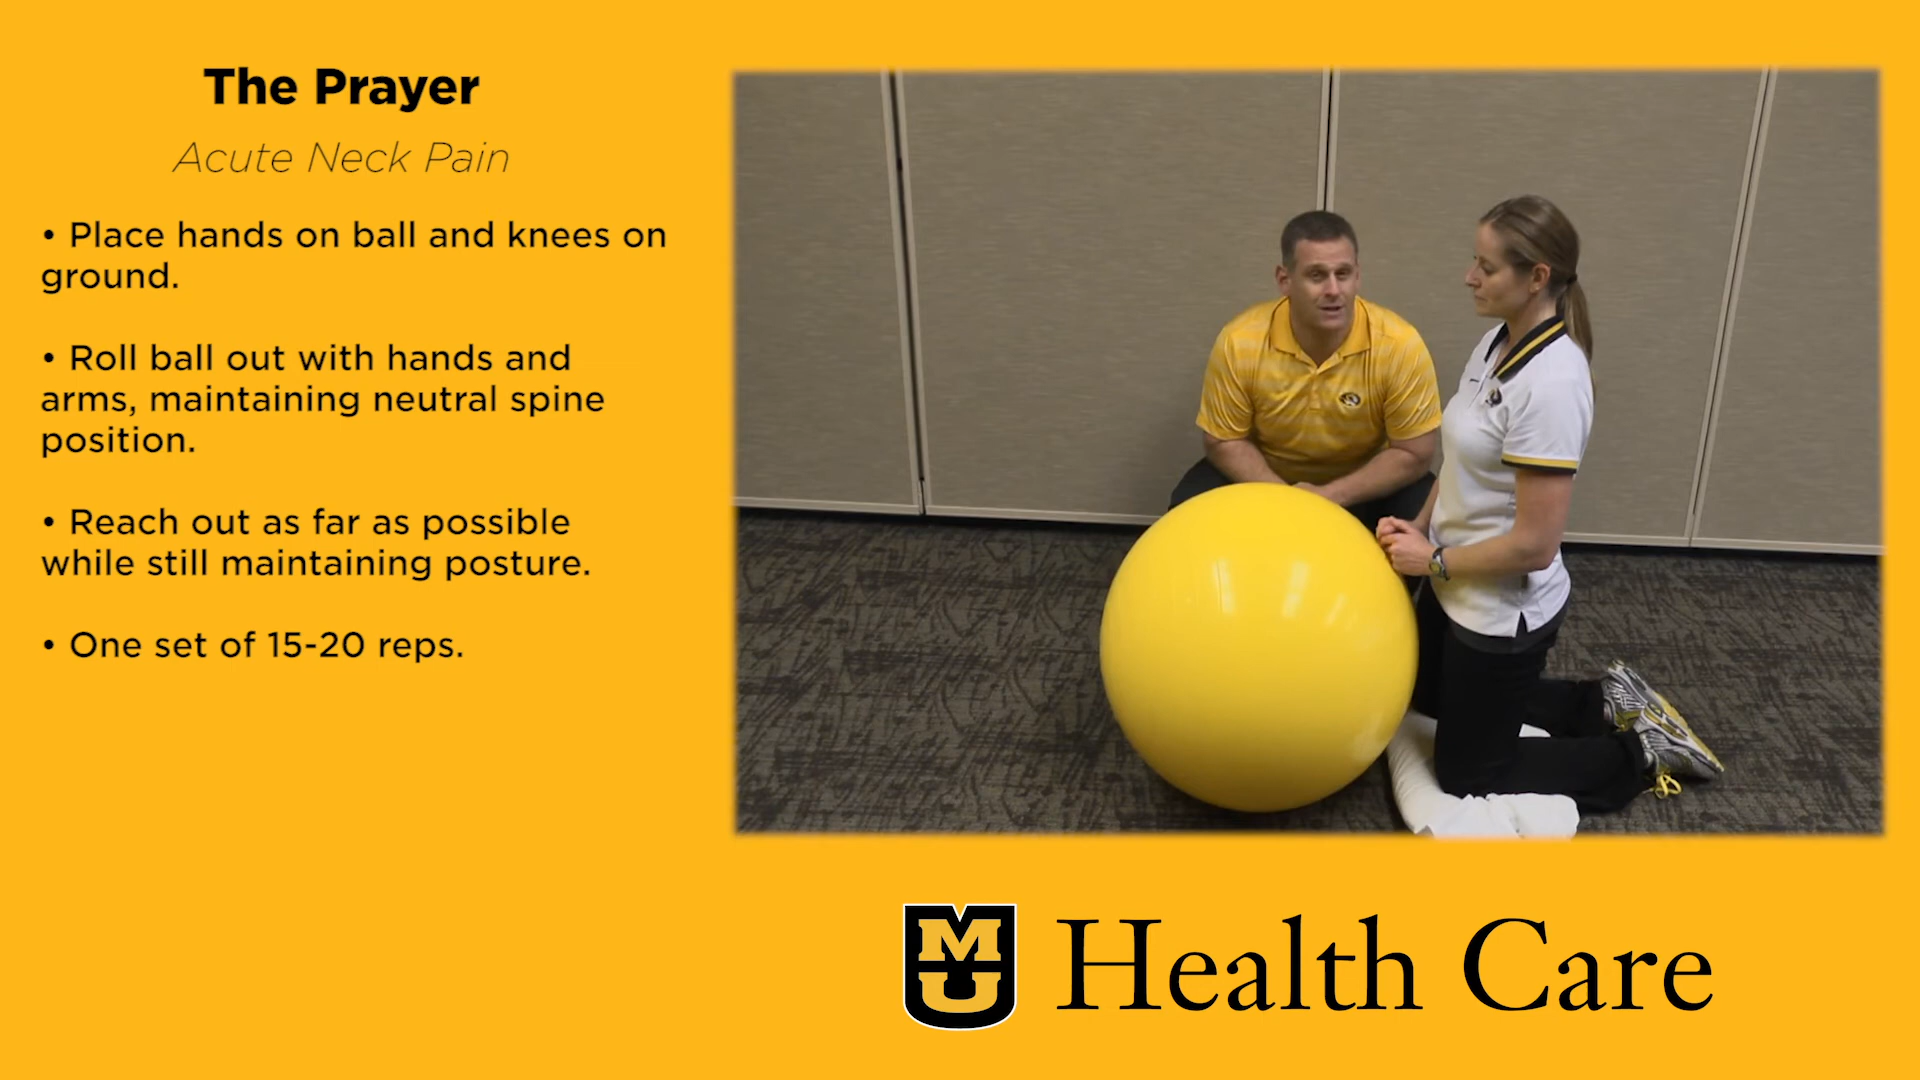 The Prayer
Acute Neck Pain
• Place hands on ball and knees on
ground.
• Roll ball out with hands and
arms, maintaining neutral spine
position.
• Reach out as far as possible
while still maintaining posture.
• One set of 15-20 reps.
MU Health Care